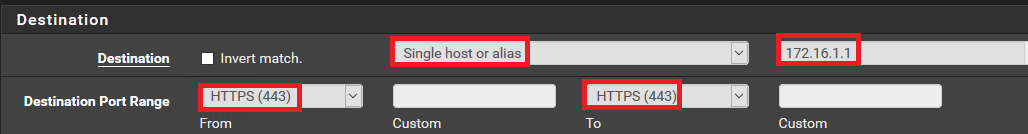 Destination
Destination Invert match. Single host or alias 172.16.1.1
Destination Port Range HTTPS (443) HTTPS (443)
From Custom To Custom